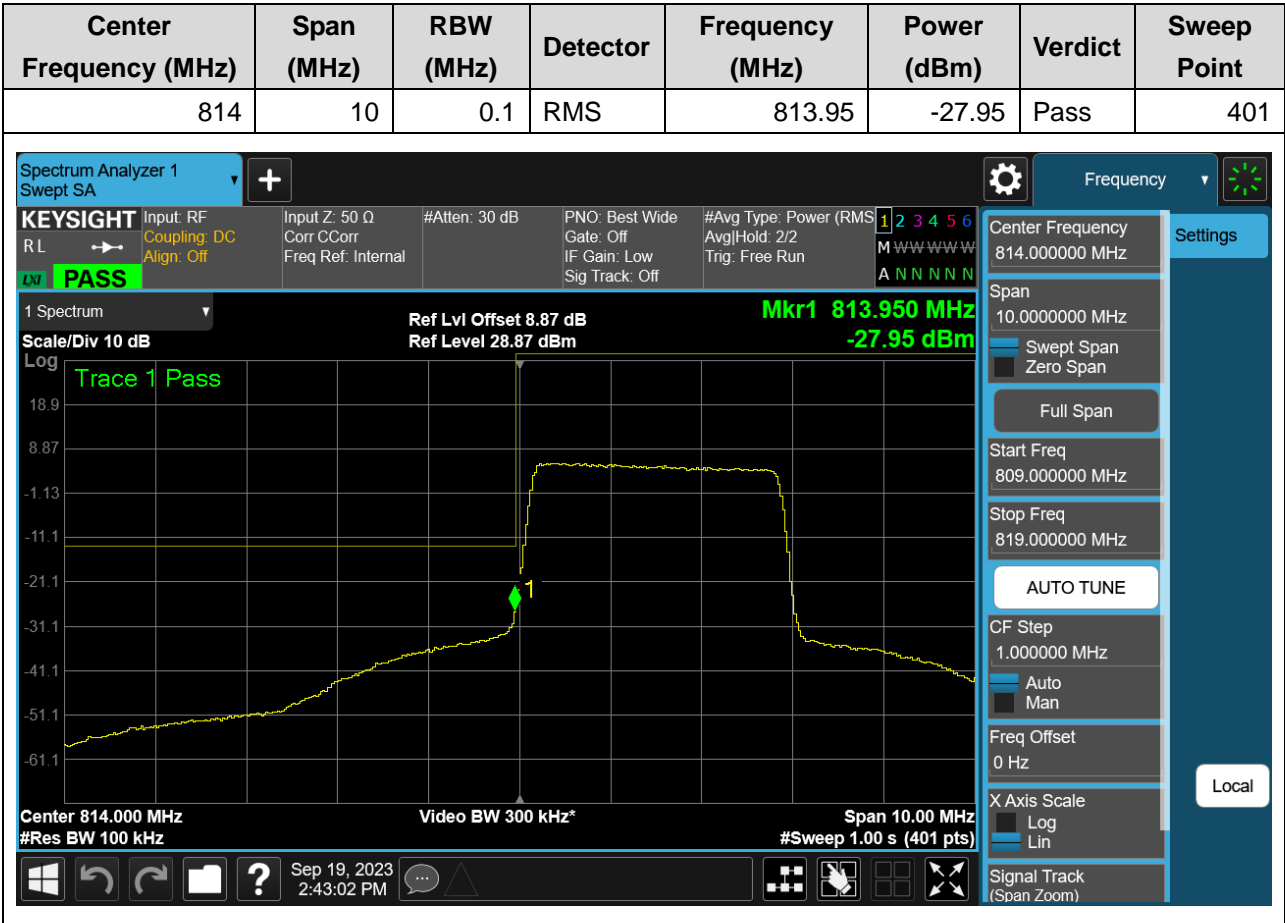 Center Frequency (MHz) Span (MHz) RBW (MHz) Detector Frequency (MHz) Power (dBm) Verdict Sweep Point
814 10 0.1 RMS 813.95 -27.95 Pass 401
Spectrum Analyzer 1
Swept SA
Frequency
KEYSIGHT
R L
LXI PASS
Input: RF
Coupling: DC
Align: Off
Input Z: 50 Ω
Corr CCorr
Freq Ref: Internal
#Atten: 30 dB
PNO: Best Wide
Gate: Off
IF Gain: Low
Sig Track: Off
#Avg Type: Power (RMS
Avg|Hold: 2/2
Trig: Free Run
1 2 3 4 5 6
M W W W W W
A N N N N N
1 Spectrum
Scale/Div 10 dB
Ref Lvl Offset 8.87 dB
Ref Level 28.87 dBm
Mkr1 813.950 MHz
-27.95 dBm
Log
Trace 1 Pass
18.9
8.87
-1.13
-11.1
-21.1
-31.1
-41.1
-51.1
-61.1
1
Center 814.000 MHz
#Res BW 100 kHz
Video BW 300 kHz*
Span 10.00 MHz
#Sweep 1.00 s (401 pts)
Center Frequency
814.000000 MHz
Span
10.0000000 MHz
Swept Span
Zero Span
Full Span
Start Freq
809.000000 MHz
Stop Freq
819.000000 MHz
AUTO TUNE
CF Step
1.000000 MHz
Auto
Man
Freq Offset
0 Hz
X Axis Scale
Log
Lin
Signal Track
(Span Zoom)
Settings
Local
?
Sep 19, 2023
2:43:02 PM